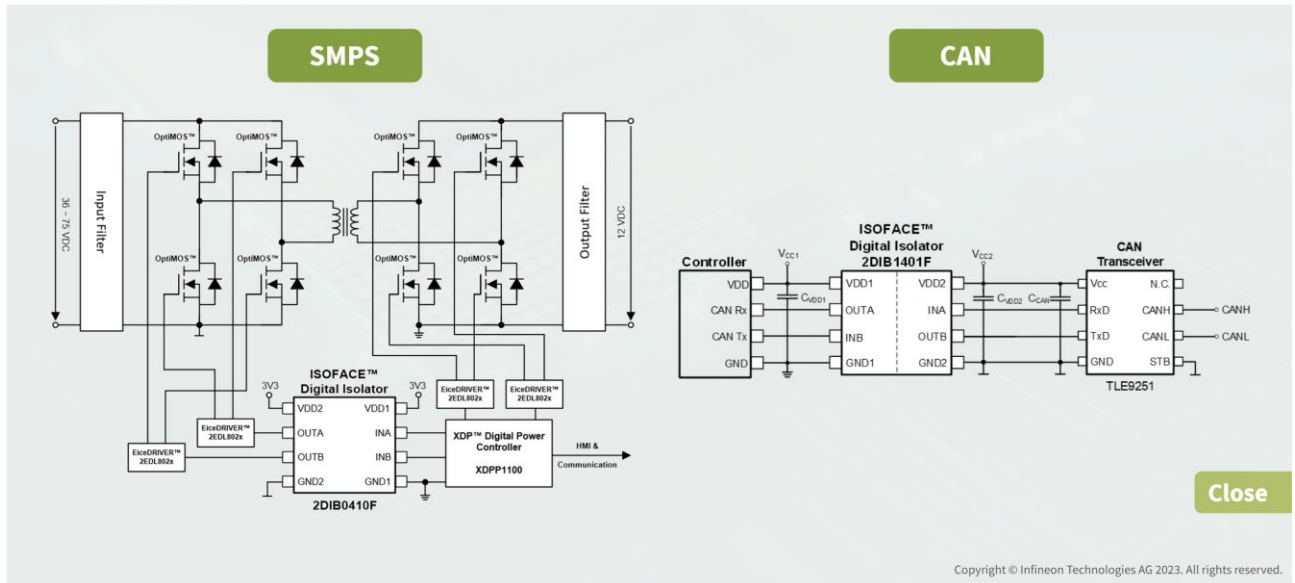 SMPS
CAN
OptiMOS™
OptiMOS™
OptiMOS™
OptiMOS™
36 ~ 75 VDC
Input Filter
Output Filter
12 VDC
OptiMOS™
OptiMOS™
OptiMOS™
OptiMOS™
ISOFACE™
Digital Isolator
3V3
3V3
VDD2
VDD1
OUTA
INA
OUTB
INB
GND2
GND1
2DIB0410F
EiceDRIVER™
2EDL802x
EiceDRIVER™
2EDL802x
EiceDRIVER™
2EDL802x
EiceDRIVER™
2EDL802x
XDP™ Digital Power
Controller
XDPP1100
HMI &
Communication
Controller
VDD
CAN Rx
CAN Tx
GND
VCC1
CVDD1
ISOFACE™
Digital Isolator
2DIB1401F
VDD1
VDD2
OUTA
INA
INB
OUTB
GND1
GND2
VCC2
CVDD2
CCAN
CAN
Transceiver
Vcc
N.C.
RxD
CANH
TxD
CANL
GND
STB
TLE9251
CANH
CANL
Close
Copyright © Infineon Technologies AG 2023. All rights reserved.